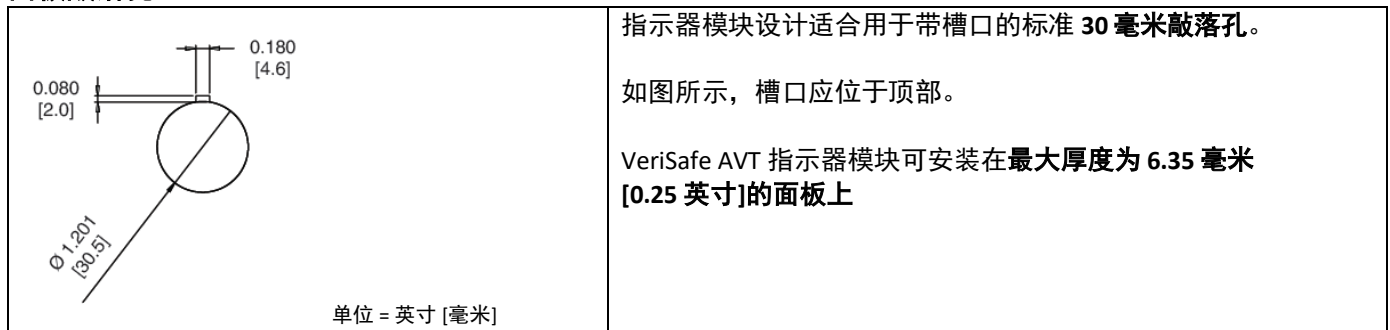 0.180
[4.6]
0.080
[2.0]
Ø 1.201
[30.5]
单位 = 英寸 [毫米]
指示器模块设计适合用于带槽口的标准 30 毫米敲落孔。
如图所示，槽口应位于顶部。
VeriSafe AVT 指示器模块可安装在最大厚度为 6.35 毫米
[0.25 英寸]的面板上